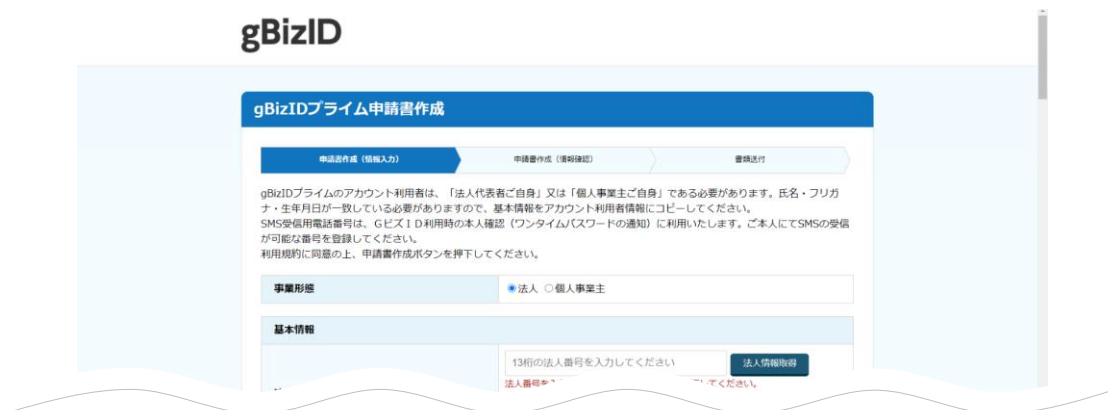 gBizID
gBizIDプライム申請書作成
申請書作成（情報入力）
申請書作成（情報確認）
書類送付
gBizIDプライムのアカウント利用者は、「法人代表者ご自身」又は「個人事業主ご自身」である必要があります。氏名・フリガ
ナ・生年月日が一致している必要がありますので、基本情報をアカウント利用者情報にコピーしてください。
SMS受信用電話番号は、GビズＩＤ利用時の本人確認（ワンタイムパスワードの通知）に利用いたします。ご本人にてSMSの受信
が可能な番号を登録してください。
利用規約に同意の上、申請書作成ボタンを押下してください。
事業形態
法人 個人事業主
基本情報
13桁の法人番号を入力してください 法人情報取得
法人番号を てください。